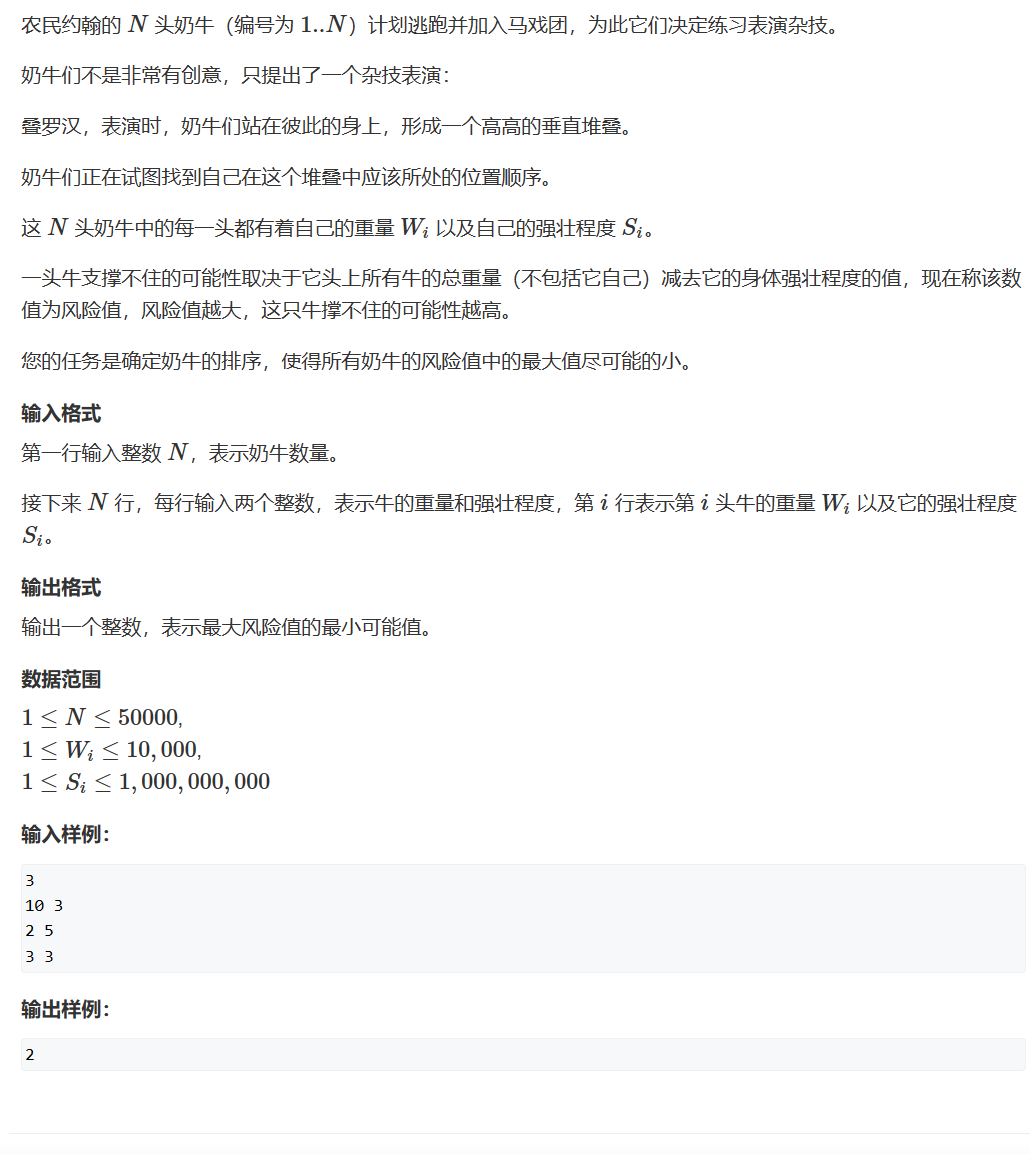 农民约翰的 N 头奶牛（编号为 1..N）计划逃跑并加入马戏团，为此它们决定练习表演杂技。
奶牛们不是非常有创意，只提出了一个杂技表演：
叠罗汉，表演时，奶牛们站在彼此的身上，形成一个高高的垂直堆叠。
奶牛们正在试图找到自己在这个堆叠中应该所处的位置顺序。
这 N 头奶牛中的每一头都有着自己的重量 Wi 以及自己的强壮程度 Si。
一头牛支撑不住的可能性取决于它头上所有牛的总重量（不包括它自己）减去它的身体强壮程度的值，现在称该数
值为风险值，风险值越大，这只牛撑不住的可能性越高。
您的任务是确定奶牛的排序，使得所有奶牛的风险值中的最大值尽可能的小。
输入格式
第一行输入整数 N，表示奶牛数量。
接下来 N 行，每行输入两个整数，表示牛的重量和强壮程度，第 i 行表示第 i 头牛的重量 Wi 以及它的强壮程度
Si。
输出格式
输出一个整数，表示最大风险值的最小可能值。
数据范围
1 ≤ N ≤ 50000,
1 ≤ Wi ≤ 10,000,
1 ≤ Si ≤ 1,000,000,000
输入样例：
3
10 3
2 5
3 3
输出样例：
2